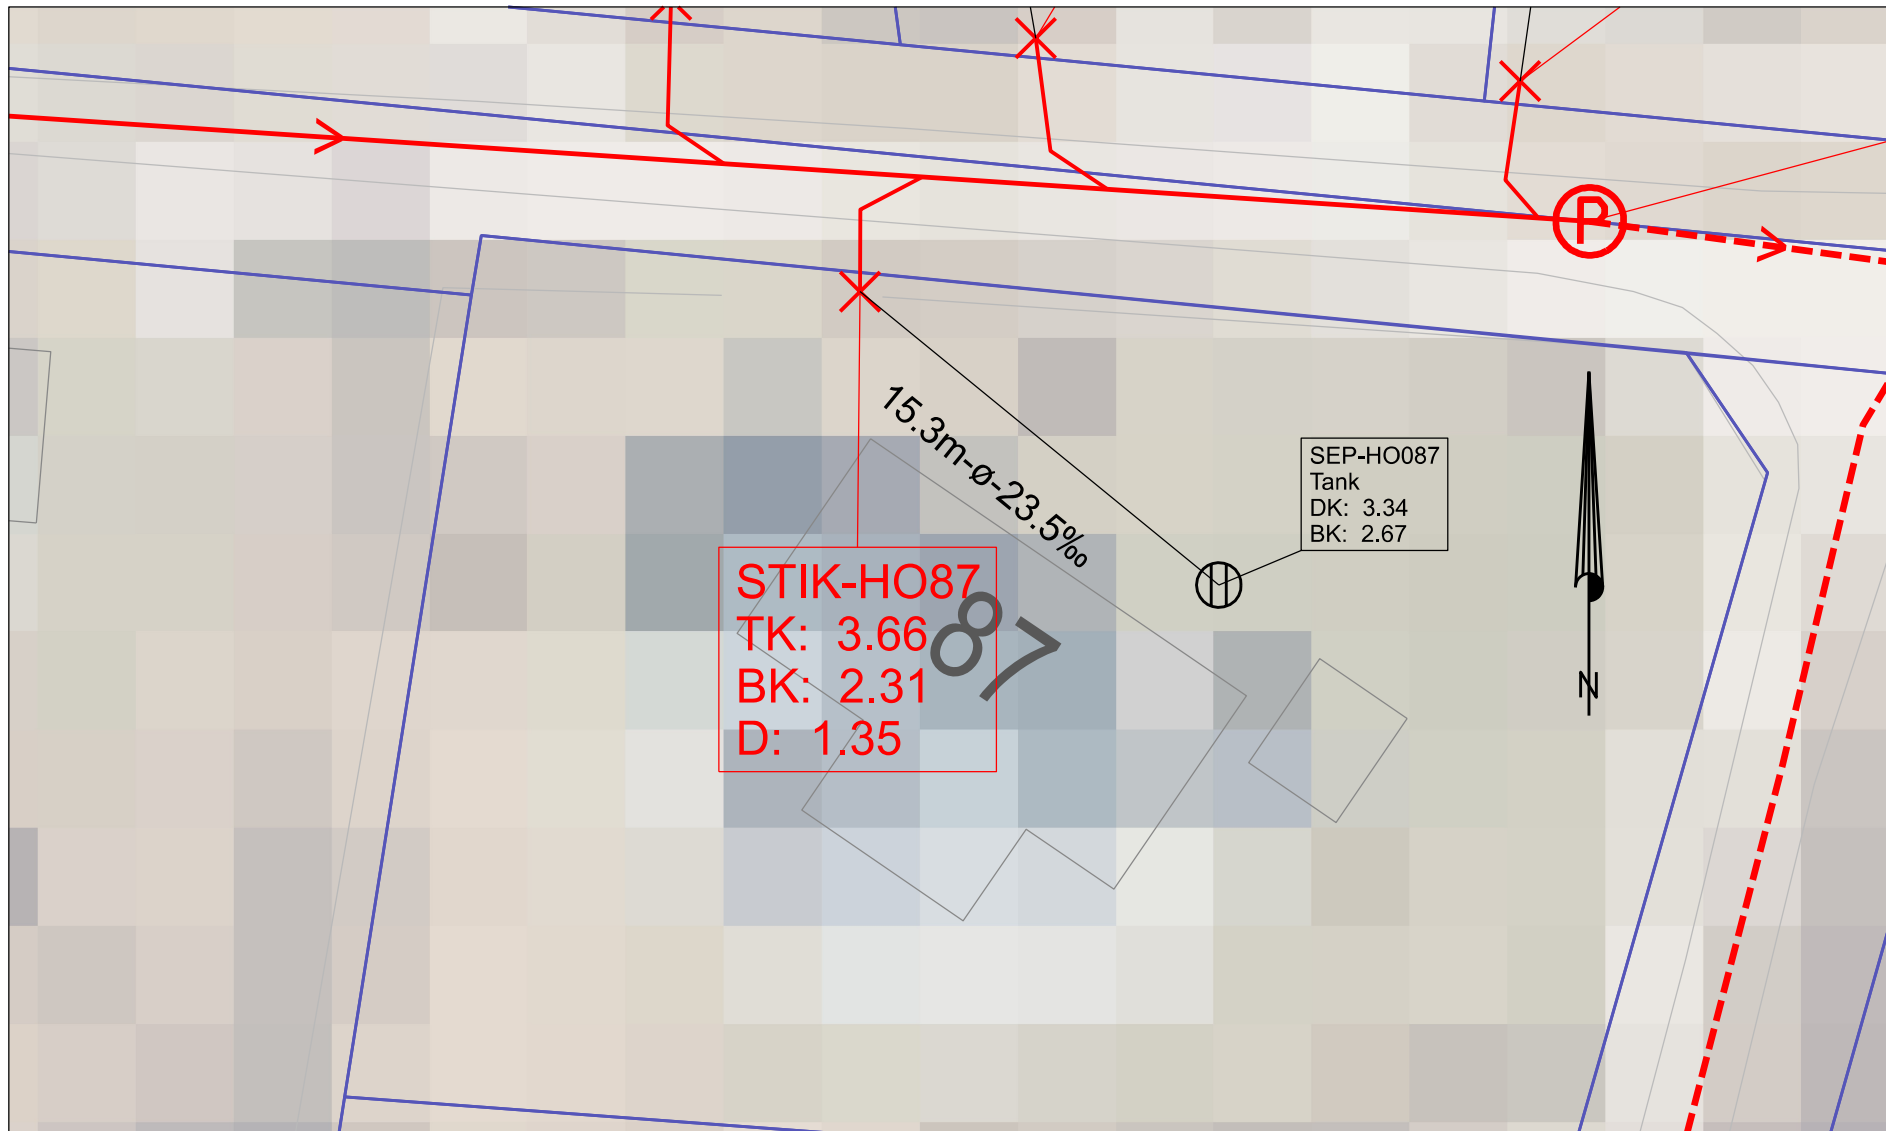 P
15.3m-ø-23.5‰
SEP-HO087
Tank
DK: 3.34
BK: 2.67
STIK-HO87
TK: 3.66
BK: 2.31
D: 1.35
87
N